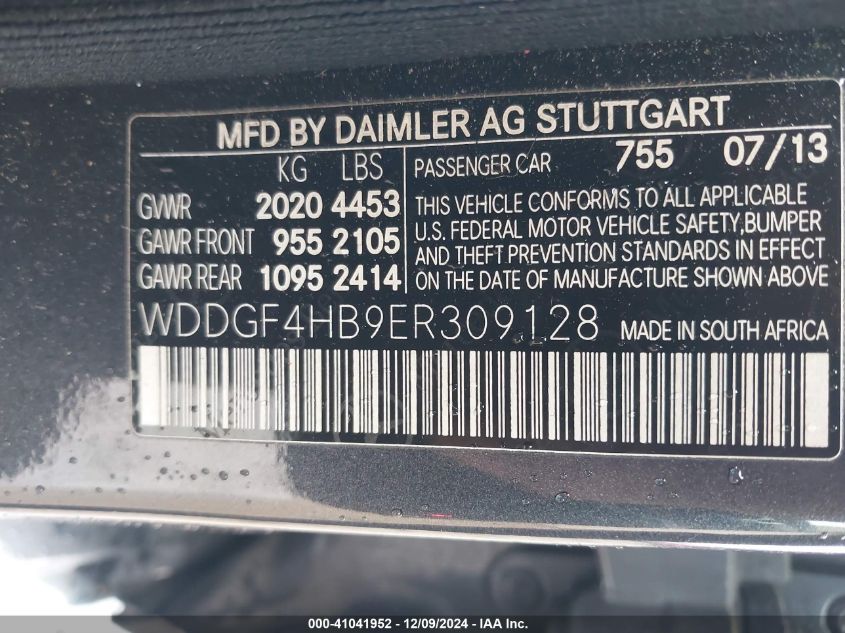 MFD BY DAIMLER AG STUTTGART
KG LBS
GVWR 2020 4453
GAWR FRONT 955 2105
GAWR REAR 1095 2414
PASSENGER CAR 755 07/13
THIS VEHICLE CONFORMS TO ALL APPLICABLE
U.S. FEDERAL MOTOR VEHICLE SAFETY,BUMPER
AND THEFT PREVENTION STANDARDS IN EFFECT
ON THE DATE OF MANUFACTURE SHOWN ABOVE
WDDGF4HB9ER309128 MADE IN SOUTH AFRICA
000-41041952 - 12/09/2024 - IAA Inc.